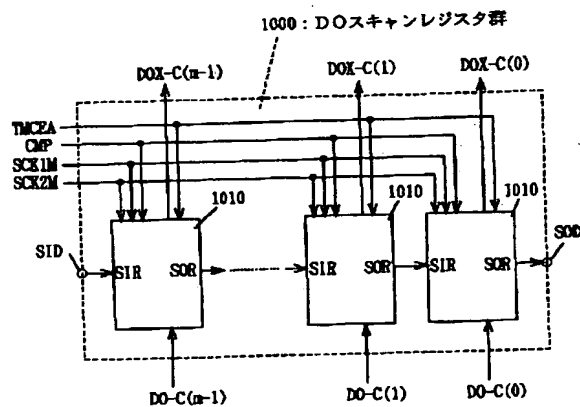 1000:DOスキャンレジスタ群
DOX-C(m-1) DOX-C(1) DOX-C(0)
TMCEA
CMP
SCK1M
SCK2M
1010 1010 1010
SID SIR SOR SIR SOR SIR SOR SOD
DO-C(m-1) DO-C(1) DO-C(0)